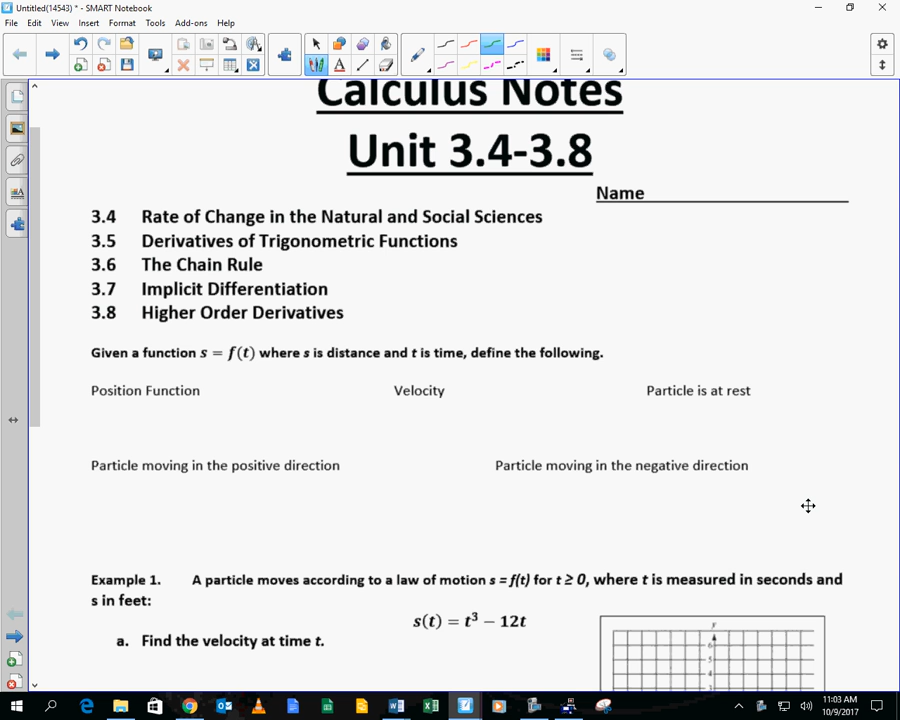 Untitled(14543) * - SMART Notebook
File Edit View Insert Format Tools Add-ons Help
Calculus Notes
Unit 3.4-3.8
Name
3.4 Rate of Change in the Natural and Social Sciences
3.5 Derivatives of Trigonometric Functions
3.6 The Chain Rule
3.7 Implicit Differentiation
3.8 Higher Order Derivatives
Given a function s = f(t) where s is distance and t is time, define the following.
Position Function Velocity Particle is at rest
Particle moving in the positive direction Particle moving in the negative direction
Example 1. A particle moves according to a law of motion s = f(t) for t ≥ 0, where t is measured in seconds and
s in feet:
s(t) = t³ − 12t
a. Find the velocity at time t.
y
6
5
4
3
11:03 AM
10/9/2017